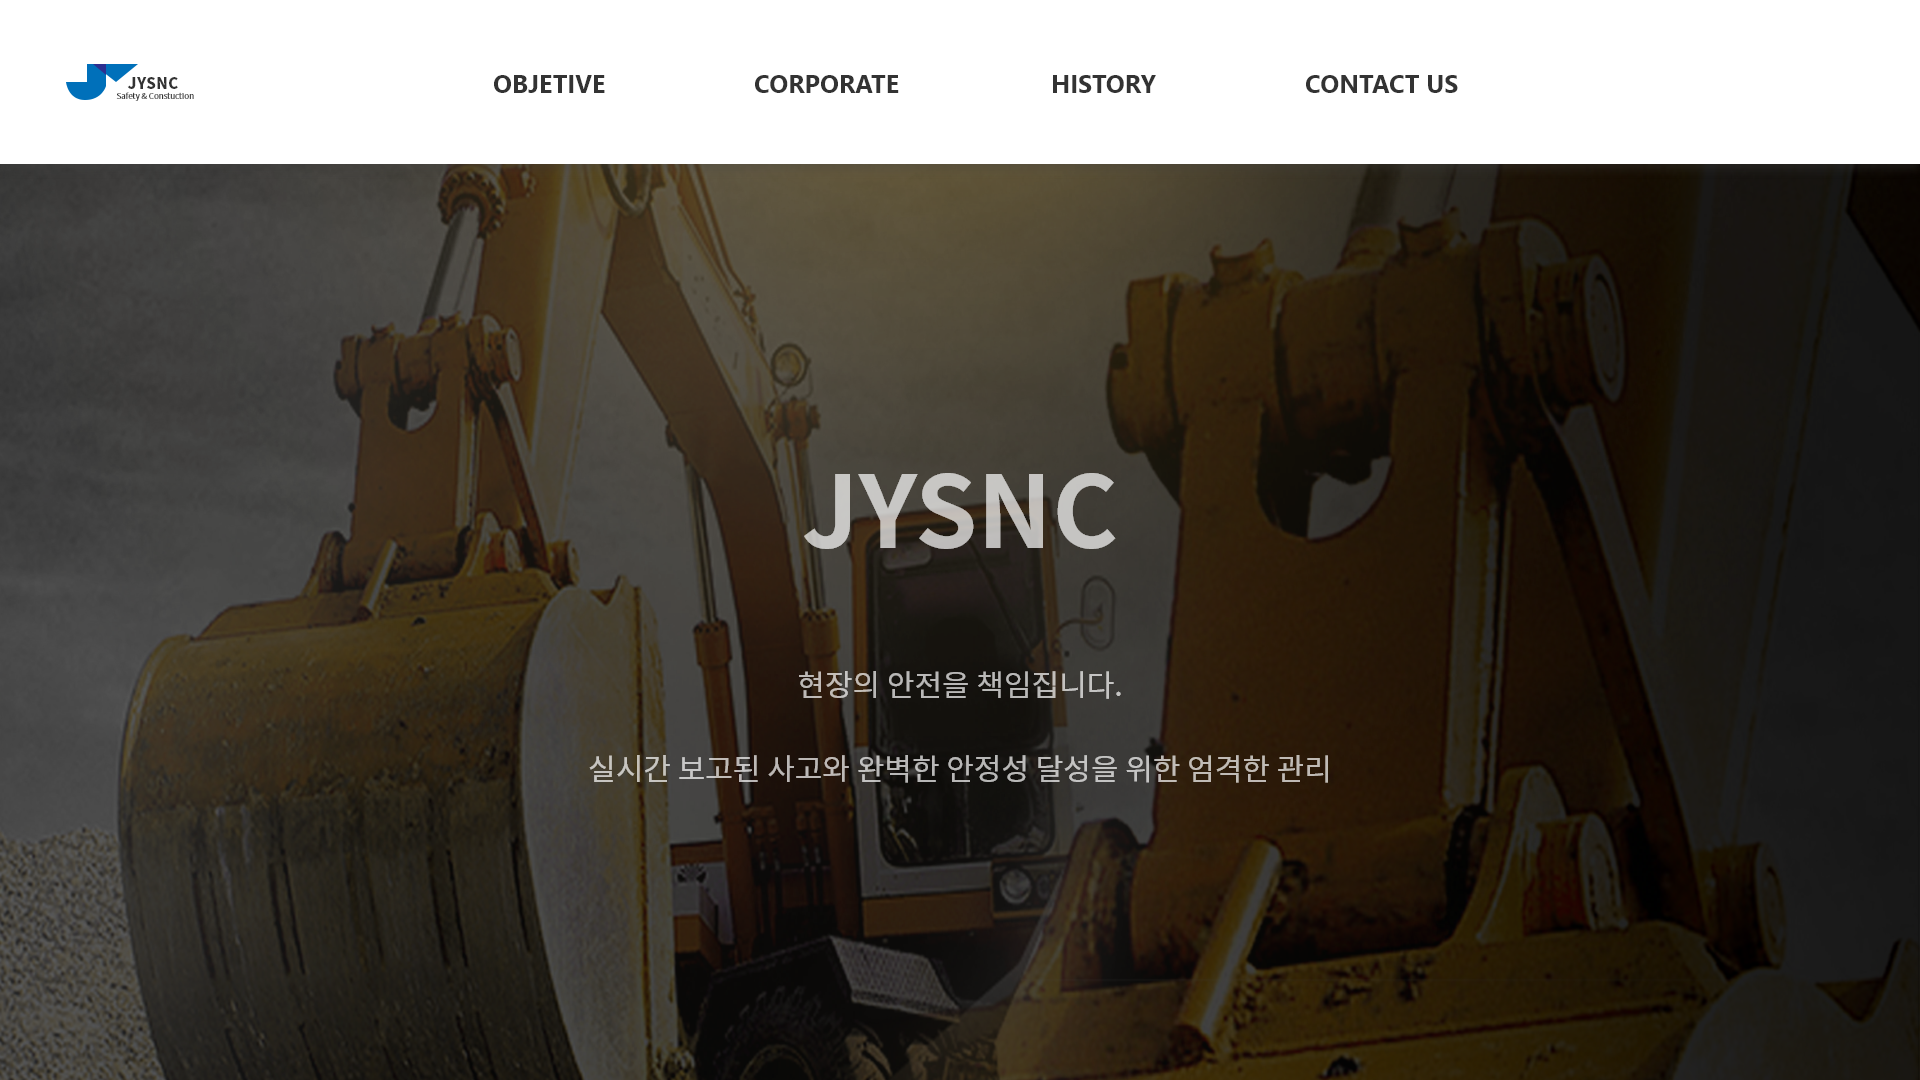 JYSNC
Safety & Constuction
OBJETIVE
CORPORATE
HISTORY
CONTACT US
JYSNC
현장의 안전을 책임집니다.
실시간 보고된 사고와 완벽한 안정성 달성을 위한 엄격한 관리